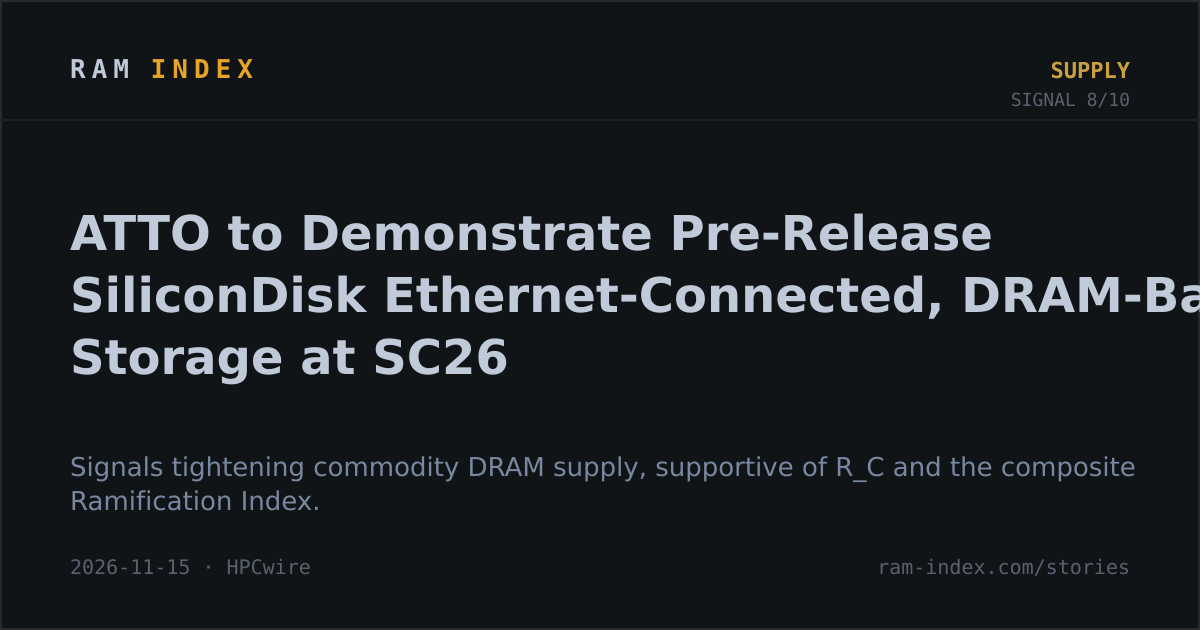 RAM INDEX
SUPPLY
SIGNAL 8/10
ATTO to Demonstrate Pre-Release
SiliconDisk Ethernet-Connected, DRAM-Ba
Storage at SC26
Signals tightening commodity DRAM supply, supportive of R_C and the composite
Ramification Index.
2026-11-15 · HPCwire
ram-index.com/stories